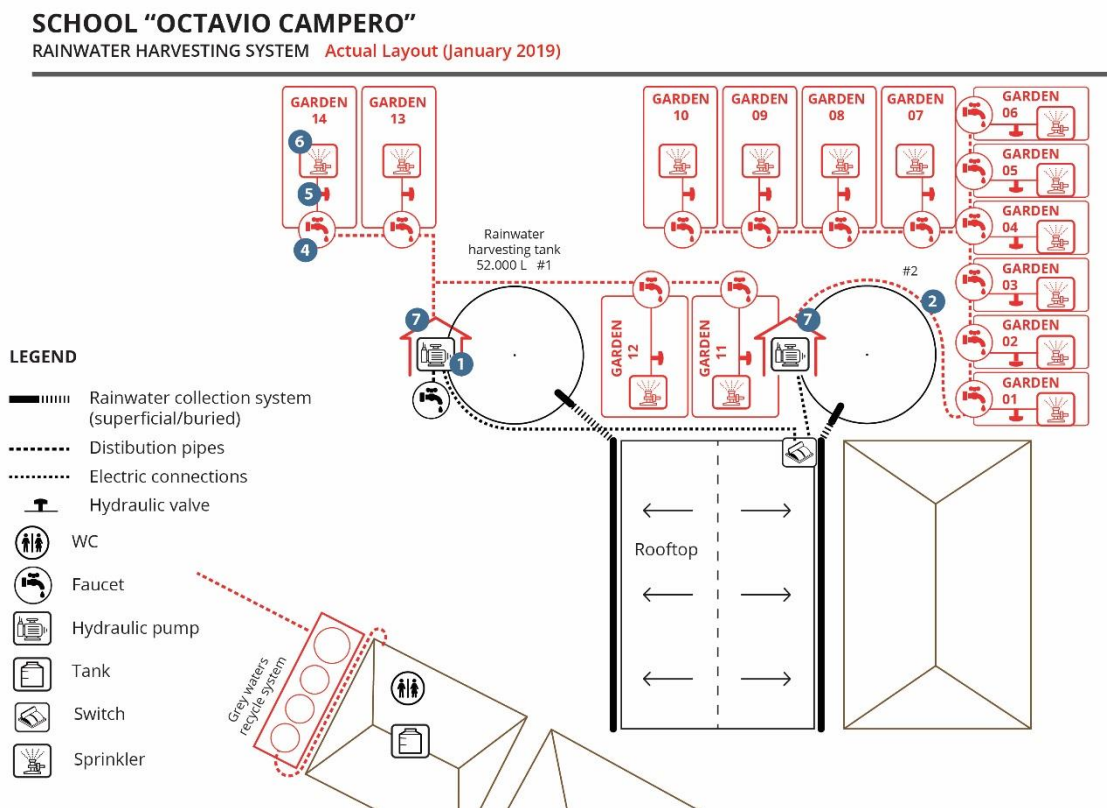 SCHOOL “OCTAVIO CAMPERO”
RAINWATER HARVESTING SYSTEM Actual Layout (January 2019)
GARDEN
14
GARDEN
13
GARDEN
10
GARDEN
09
GARDEN
08
GARDEN
07
GARDEN
06
GARDEN
05
GARDEN
04
GARDEN
03
GARDEN
02
GARDEN
01
6
5
4
Rainwater
harvesting tank
52.000 L #1
#2
2
7
1
7
GARDEN
12
GARDEN
11
LEGEND
Rainwater collection system
(superficial/buried)
Distibution pipes
Electric connections
Hydraulic valve
WC
Faucet
Hydraulic pump
Tank
Switch
Sprinkler
Rooftop
Grey waters
recycle system